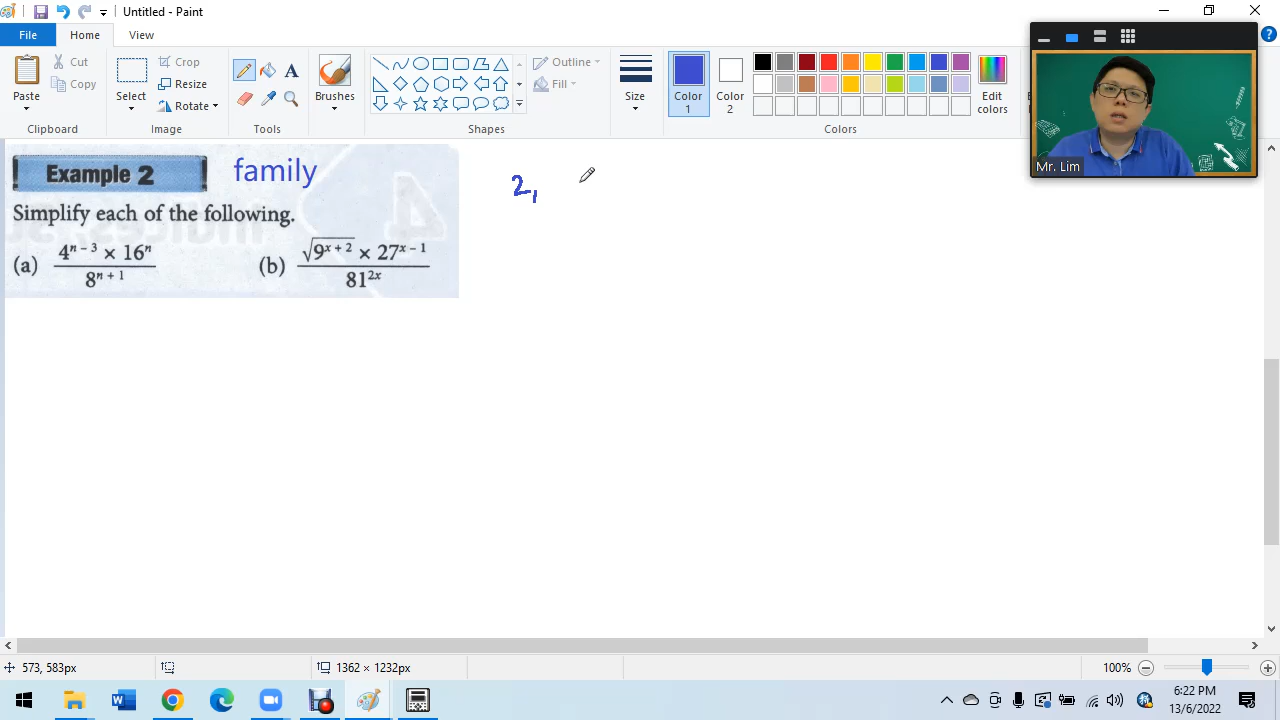 Untitled - Paint
File Home View
Paste Cut Copy Clipboard
Select Crop Resize Rotate Image
Tools
Brushes
Outline Fill Shapes
Size
Color 1 Color 2 Edit colors Colors
Mr. Lim
Example 2 family
Simplify each of the following.
(a) 4^{n – 3} × 16^n / 8^{n + 1} (b) √9^{x + 2} × 27^{x – 1} / 81^{2x}
2,
573, 583px 1362 × 1232px 100%
6:22 PM
13/6/2022